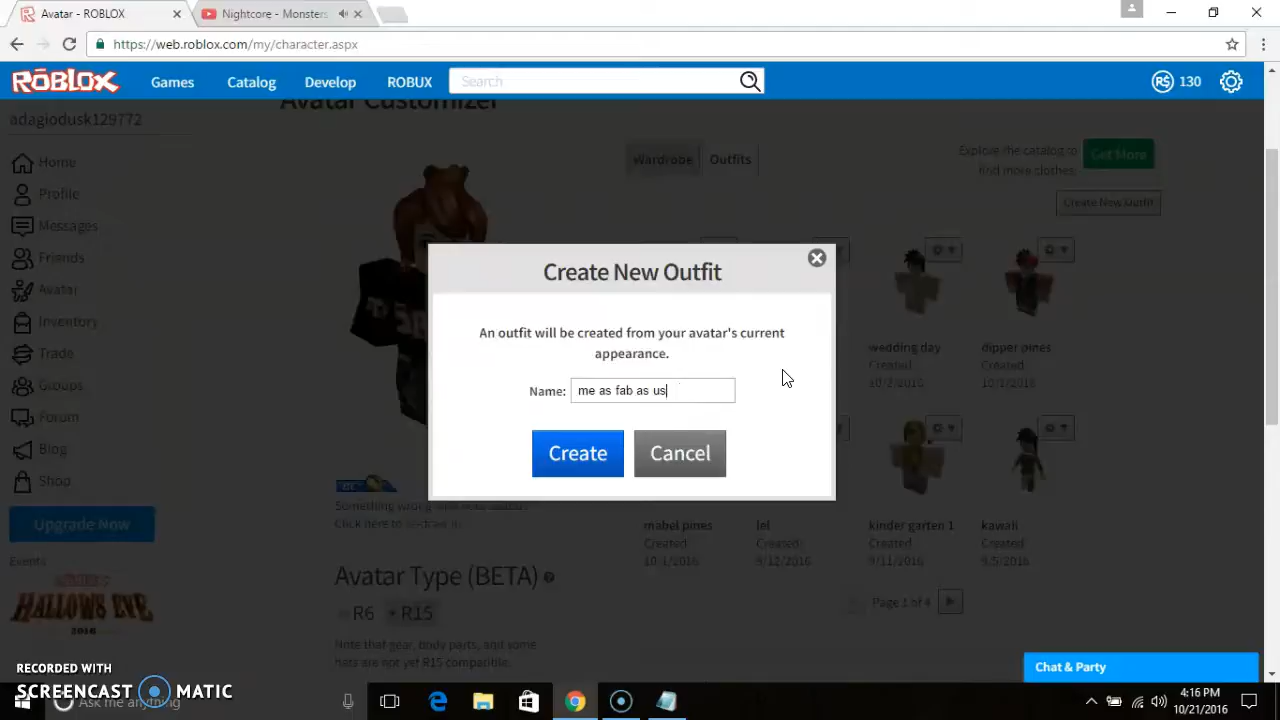 Avatar - ROBLOX
Nightcore - Monsters
https://web.roblox.com/my/character.aspx
ROBLOX
Games
Catalog
Develop
ROBUX
Search
R$ 130
Avatar Customizer
adagiodusk129772
Wardrobe
Outfits
Explore the catalog to
find more clothes.
Get More
Create New Outfit
Home
Profile
Messages
Friends
Avatar
Inventory
Trade
Groups
Forum
Blog
Shop
Upgrade Now
Events
HALLOWS EVE
2016
Create New Outfit
An outfit will be created from your avatar's current
appearance.
Name: me as fab as us
Create
Cancel
wedding day
Created
10/2/2016
dipper pines
Created
mabel pines
Created
10/1/2016
lel
Created:
9/12/2016
kinder garten 1
Created
9/11/2016
kawaii
Created
9/5/2016
Page 1 of 4
Click here to
Avatar Type (BETA)
R6
R15
Note that gear, body parts, and some
hats are not yet R15 compatible.
Chat & Party
RECORDED WITH
SCREENCAST MATIC
Ask me anything
4:16 PM
10/21/2016